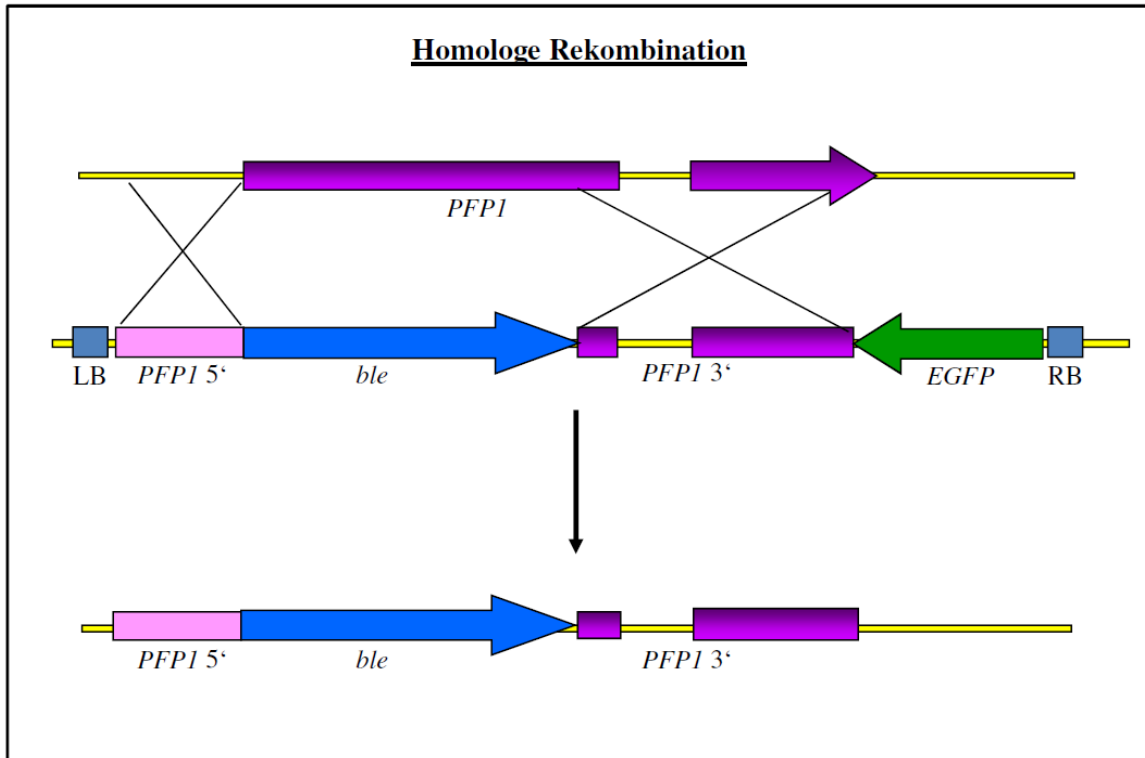 Homologe Rekombination
PFP1
LB PFP1 5‘ ble PFP1 3‘ EGFP RB
PFP1 5‘ ble PFP1 3‘